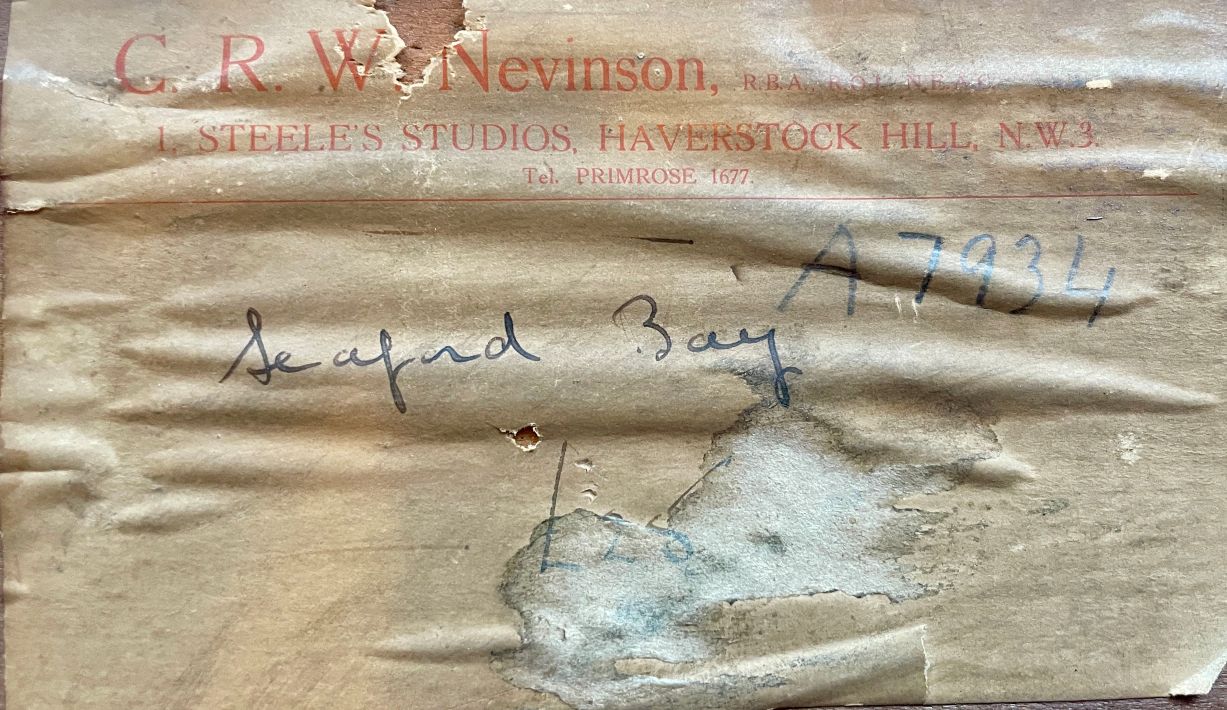 C. R. W. Nevinson, R.B.A., R.O.I., N.E.A.C.
1, STEELE'S STUDIOS, HAVERSTOCK HILL, N.W.3.
Tel. PRIMROSE 1677.
A7934
Seaford Bay